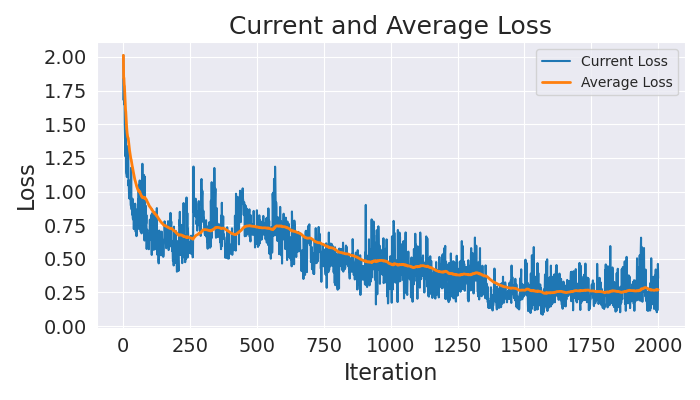 Current and Average Loss
Current Loss
Average Loss
Loss
2.00
1.75
1.50
1.25
1.00
0.75
0.50
0.25
0.00
0 250 500 750 1000 1250 1500 1750 2000
Iteration